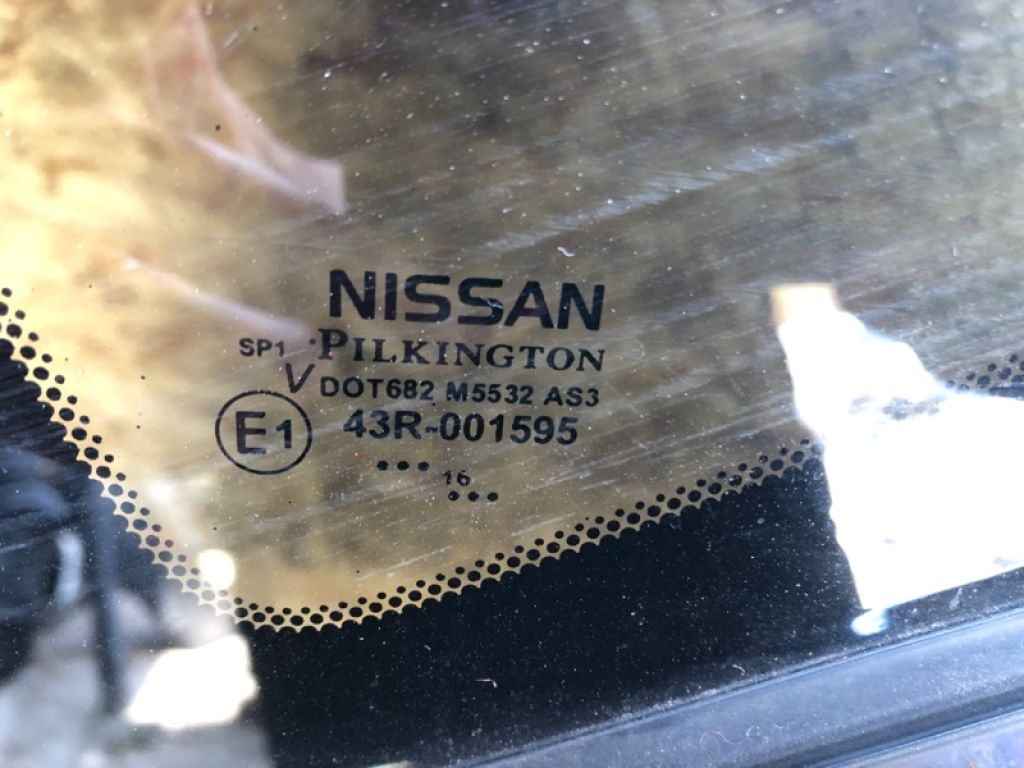 NISSAN
SP1 PILKINGTON
V DOT682 M5532 AS3
E1 43R-001595
16